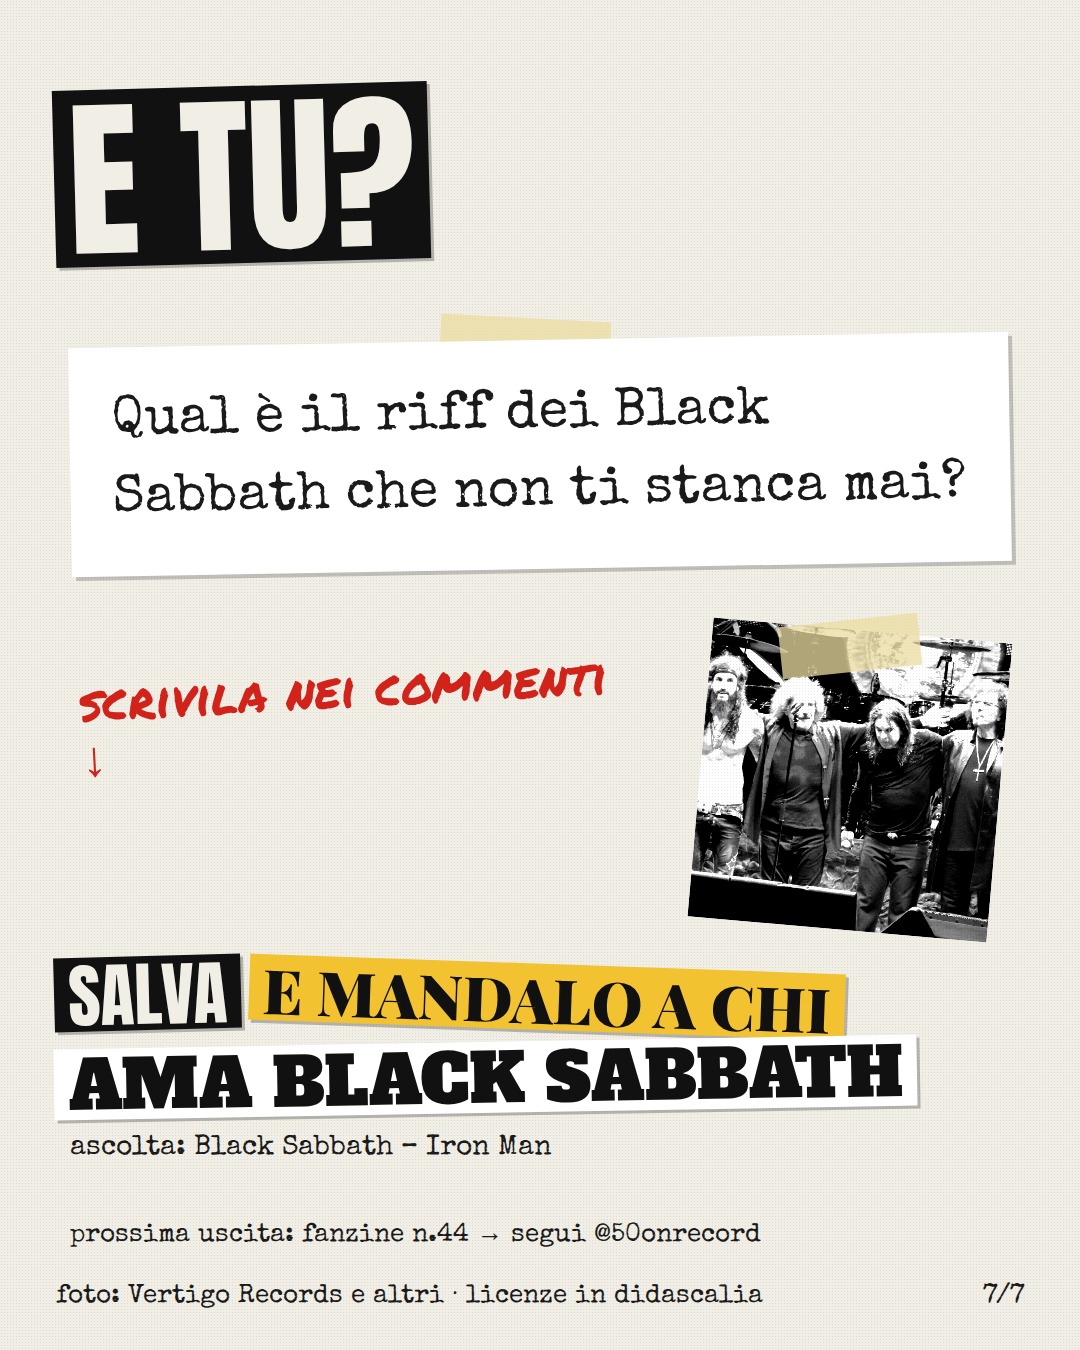 E TU?
Qual è il riff dei Black
Sabbath che non ti stanca mai?
SCRIVILA NEI COMMENTI
↓
SALVA E MANDALO A CHI
AMA BLACK SABBATH
ascolta: Black Sabbath – Iron Man
prossima uscita: fanzine n.44 → segui @50onrecord
foto: Vertigo Records e altri · licenze in didascalia
7/7